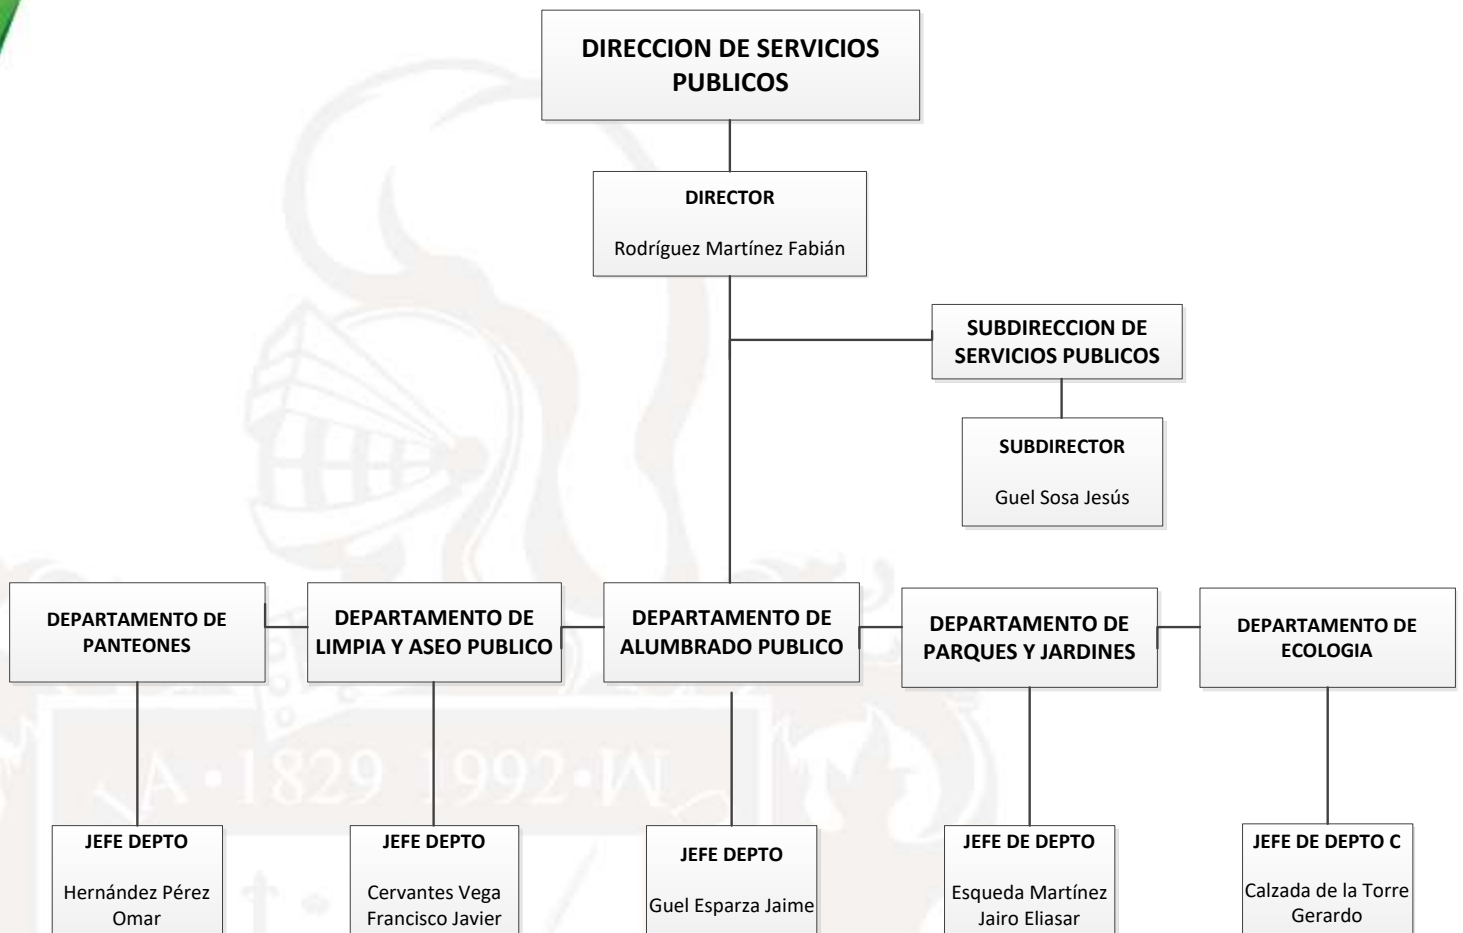 DIRECCION DE SERVICIOS
PUBLICOS
DIRECTOR
Rodríguez Martínez Fabián
SUBDIRECCION DE
SERVICIOS PUBLICOS
SUBDIRECTOR
Guel Sosa Jesús
DEPARTAMENTO DE
PANTEONES
DEPARTAMENTO DE
LIMPIA Y ASEO PUBLICO
DEPARTAMENTO DE
ALUMBRADO PUBLICO
DEPARTAMENTO DE
PARQUES Y JARDINES
DEPARTAMENTO DE
ECOLOGIA
A·1829 1992·M
JEFE DEPTO
Hernández Pérez
Omar
JEFE DEPTO
Cervantes Vega
Francisco Javier
JEFE DEPTO
Guel Esparza Jaime
JEFE DE DEPTO
Esqueda Martínez
Jairo Eliasar
JEFE DE DEPTO C
Calzada de la Torre
Gerardo